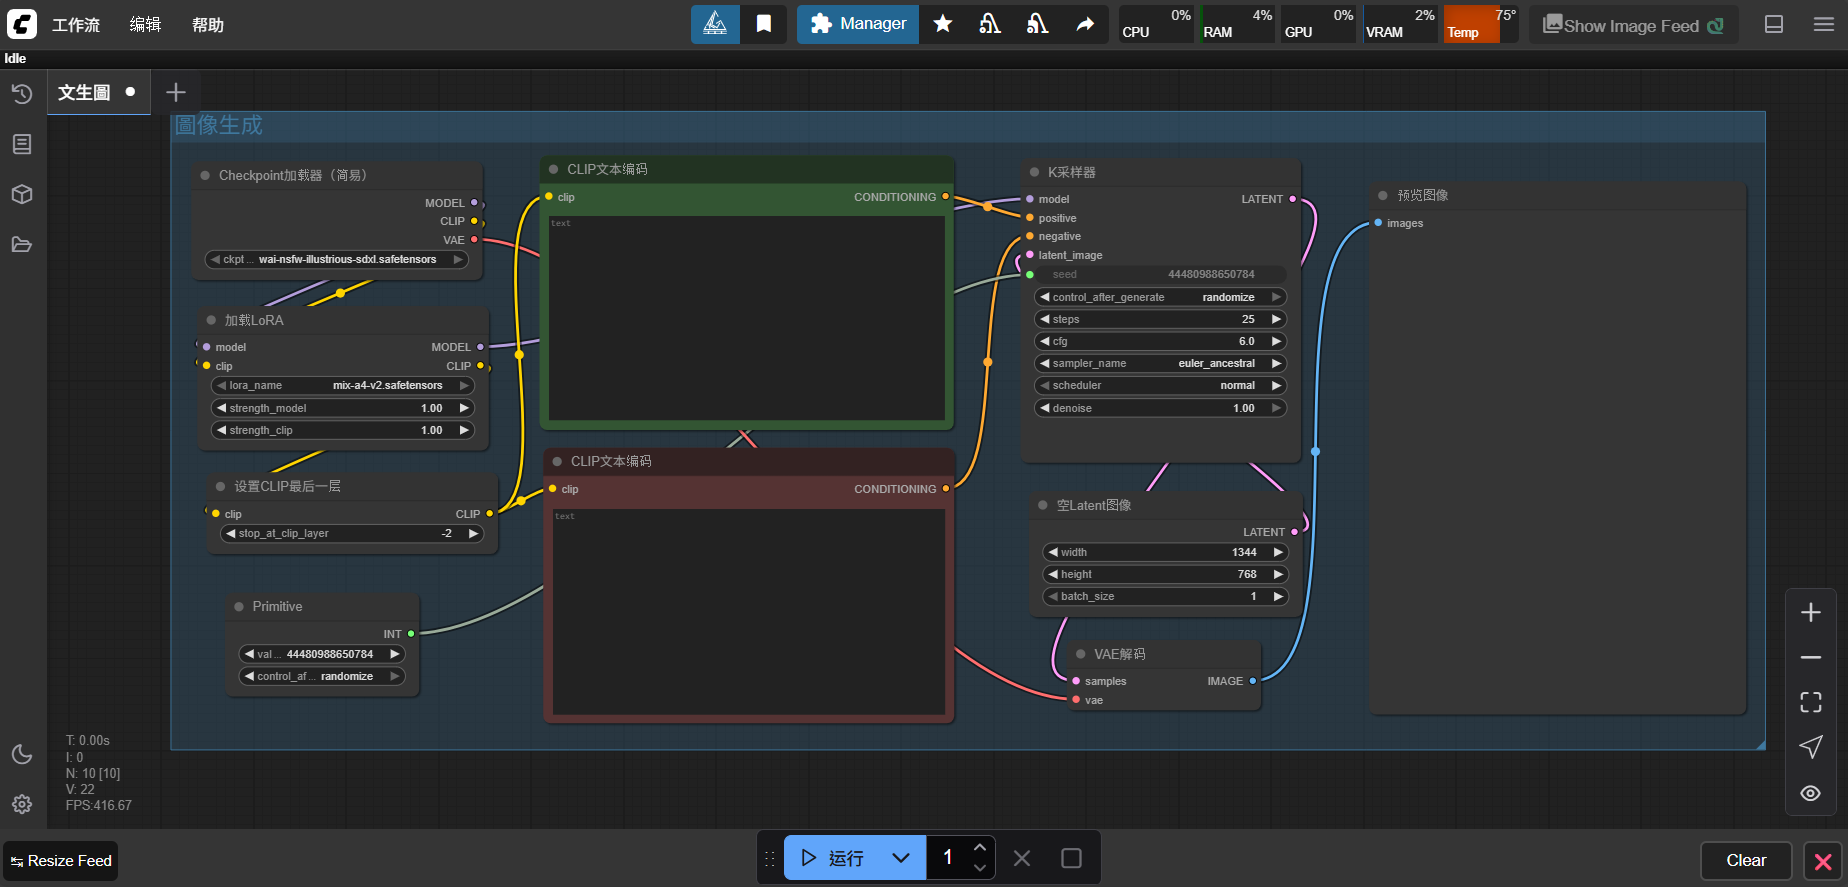 工作流 编辑 帮助
Manager
CPU 0%
RAM 4%
GPU 0%
VRAM 2%
Temp 75°
Show Image Feed
Idle
文生圖
圖像生成
Checkpoint加载器（简易）
MODEL
CLIP
VAE
ckpt ... wai-nsfw-illustrious-sdxl.safetensors
加载LoRA
model MODEL
clip CLIP
lora_name mix-a4-v2.safetensors
strength_model 1.00
strength_clip 1.00
设置CLIP最后一层
clip CLIP
stop_at_clip_layer -2
Primitive
INT
val ... 44480988650784
control_af ... randomize
CLIP文本编码
clip CONDITIONING
text
CLIP文本编码
clip CONDITIONING
text
K采样器
model LATENT
positive
negative
latent_image
seed 44480988650784
control_after_generate randomize
steps 25
cfg 6.0
sampler_name euler_ancestral
scheduler normal
denoise 1.00
空Latent图像
LATENT
width 1344
height 768
batch_size 1
VAE解码
samples IMAGE
vae
预览图像
images
T: 0.00s
I: 0
N: 10 [10]
V: 22
FPS:416.67
Resize Feed
运行
1
Clear